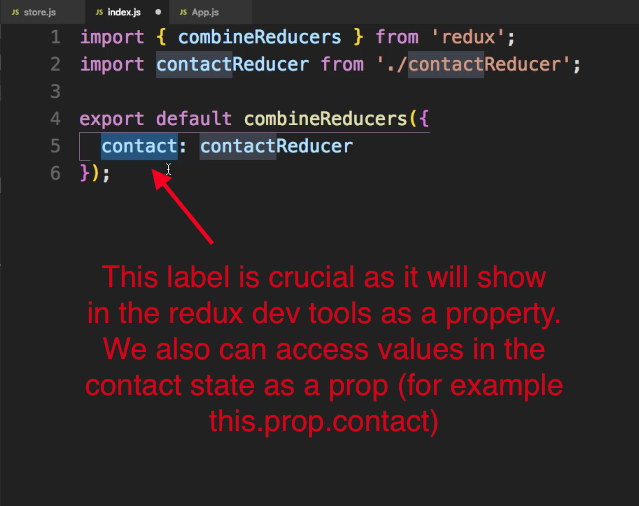 JS store.js JS index.js ● JS App.js
1 import { combineReducers } from 'redux';
2 import contactReducer from './contactReducer';
3
4 export default combineReducers({
5 contact: contactReducer
6 });
This label is crucial as it will show
in the redux dev tools as a property.
We also can access values in the
contact state as a prop (for example
this.prop.contact)